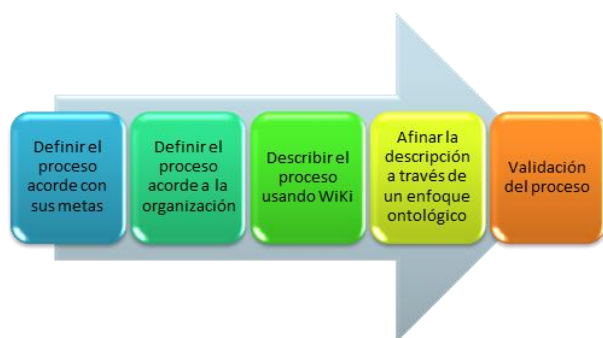 Definir el
proceso
acorde con
sus metas
Definir el
proceso
acorde a la
organización
Describir el
proceso
usando WiKi
Afinar la
descripción
a través de
un enfoque
ontológico
Validación
del proceso